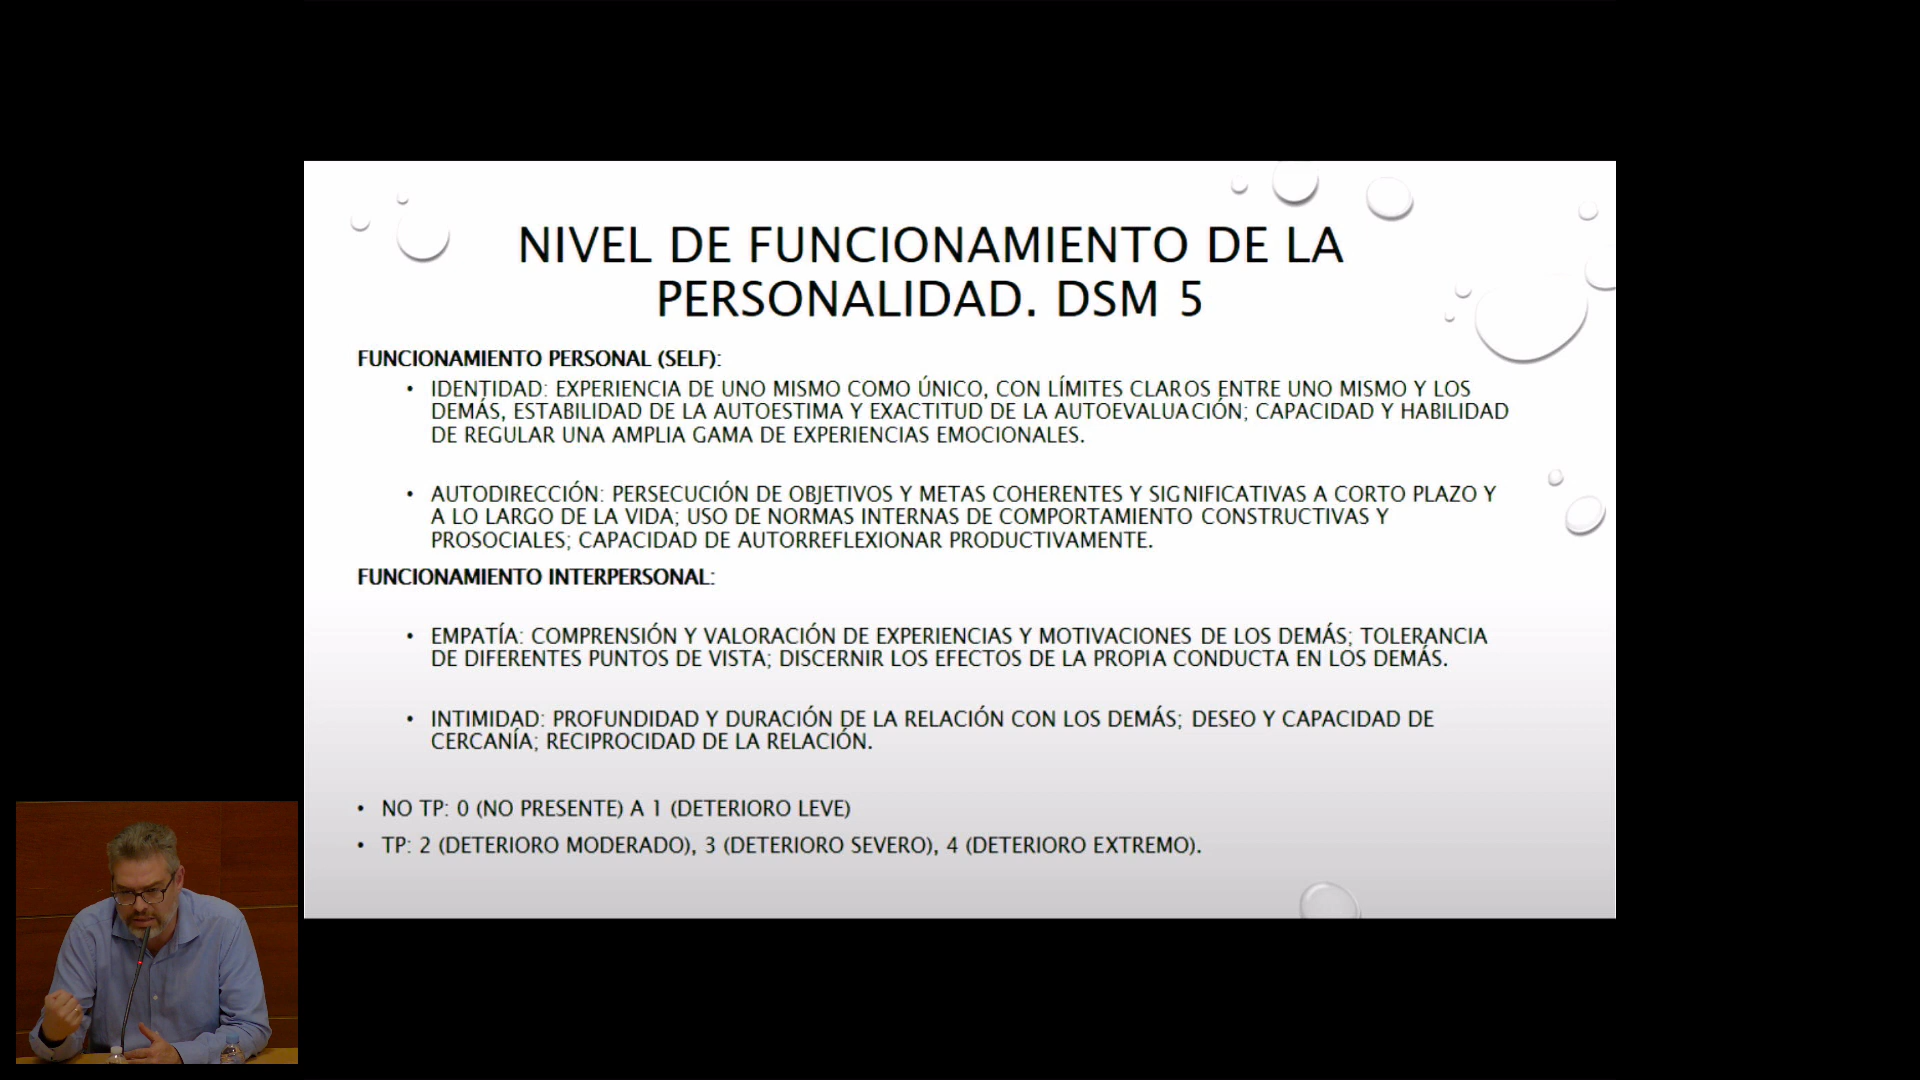 NIVEL DE FUNCIONAMIENTO DE LA
PERSONALIDAD. DSM 5
FUNCIONAMIENTO PERSONAL (SELF):
• IDENTIDAD: EXPERIENCIA DE UNO MISMO COMO ÚNICO, CON LÍMITES CLAROS ENTRE UNO MISMO Y LOS
DEMÁS, ESTABILIDAD DE LA AUTOESTIMA Y EXACTITUD DE LA AUTOEVALUACIÓN; CAPACIDAD Y HABILIDAD
DE REGULAR UNA AMPLIA GAMA DE EXPERIENCIAS EMOCIONALES.
• AUTODIRECCIÓN: PERSECUCIÓN DE OBJETIVOS Y METAS COHERENTES Y SIGNIFICATIVAS A CORTO PLAZO Y
A LO LARGO DE LA VIDA; USO DE NORMAS INTERNAS DE COMPORTAMIENTO CONSTRUCTIVAS Y
PROSOCIALES; CAPACIDAD DE AUTORREFLEXIONAR PRODUCTIVAMENTE.
FUNCIONAMIENTO INTERPERSONAL:
• EMPATÍA: COMPRENSIÓN Y VALORACIÓN DE EXPERIENCIAS Y MOTIVACIONES DE LOS DEMÁS; TOLERANCIA
DE DIFERENTES PUNTOS DE VISTA; DISCERNIR LOS EFECTOS DE LA PROPIA CONDUCTA EN LOS DEMÁS.
• INTIMIDAD: PROFUNDIDAD Y DURACIÓN DE LA RELACIÓN CON LOS DEMÁS; DESEO Y CAPACIDAD DE
CERCANÍA; RECIPROCIDAD DE LA RELACIÓN.
• NO TP: 0 (NO PRESENTE) A 1 (DETERIORO LEVE)
• TP: 2 (DETERIORO MODERADO), 3 (DETERIORO SEVERO), 4 (DETERIORO EXTREMO).